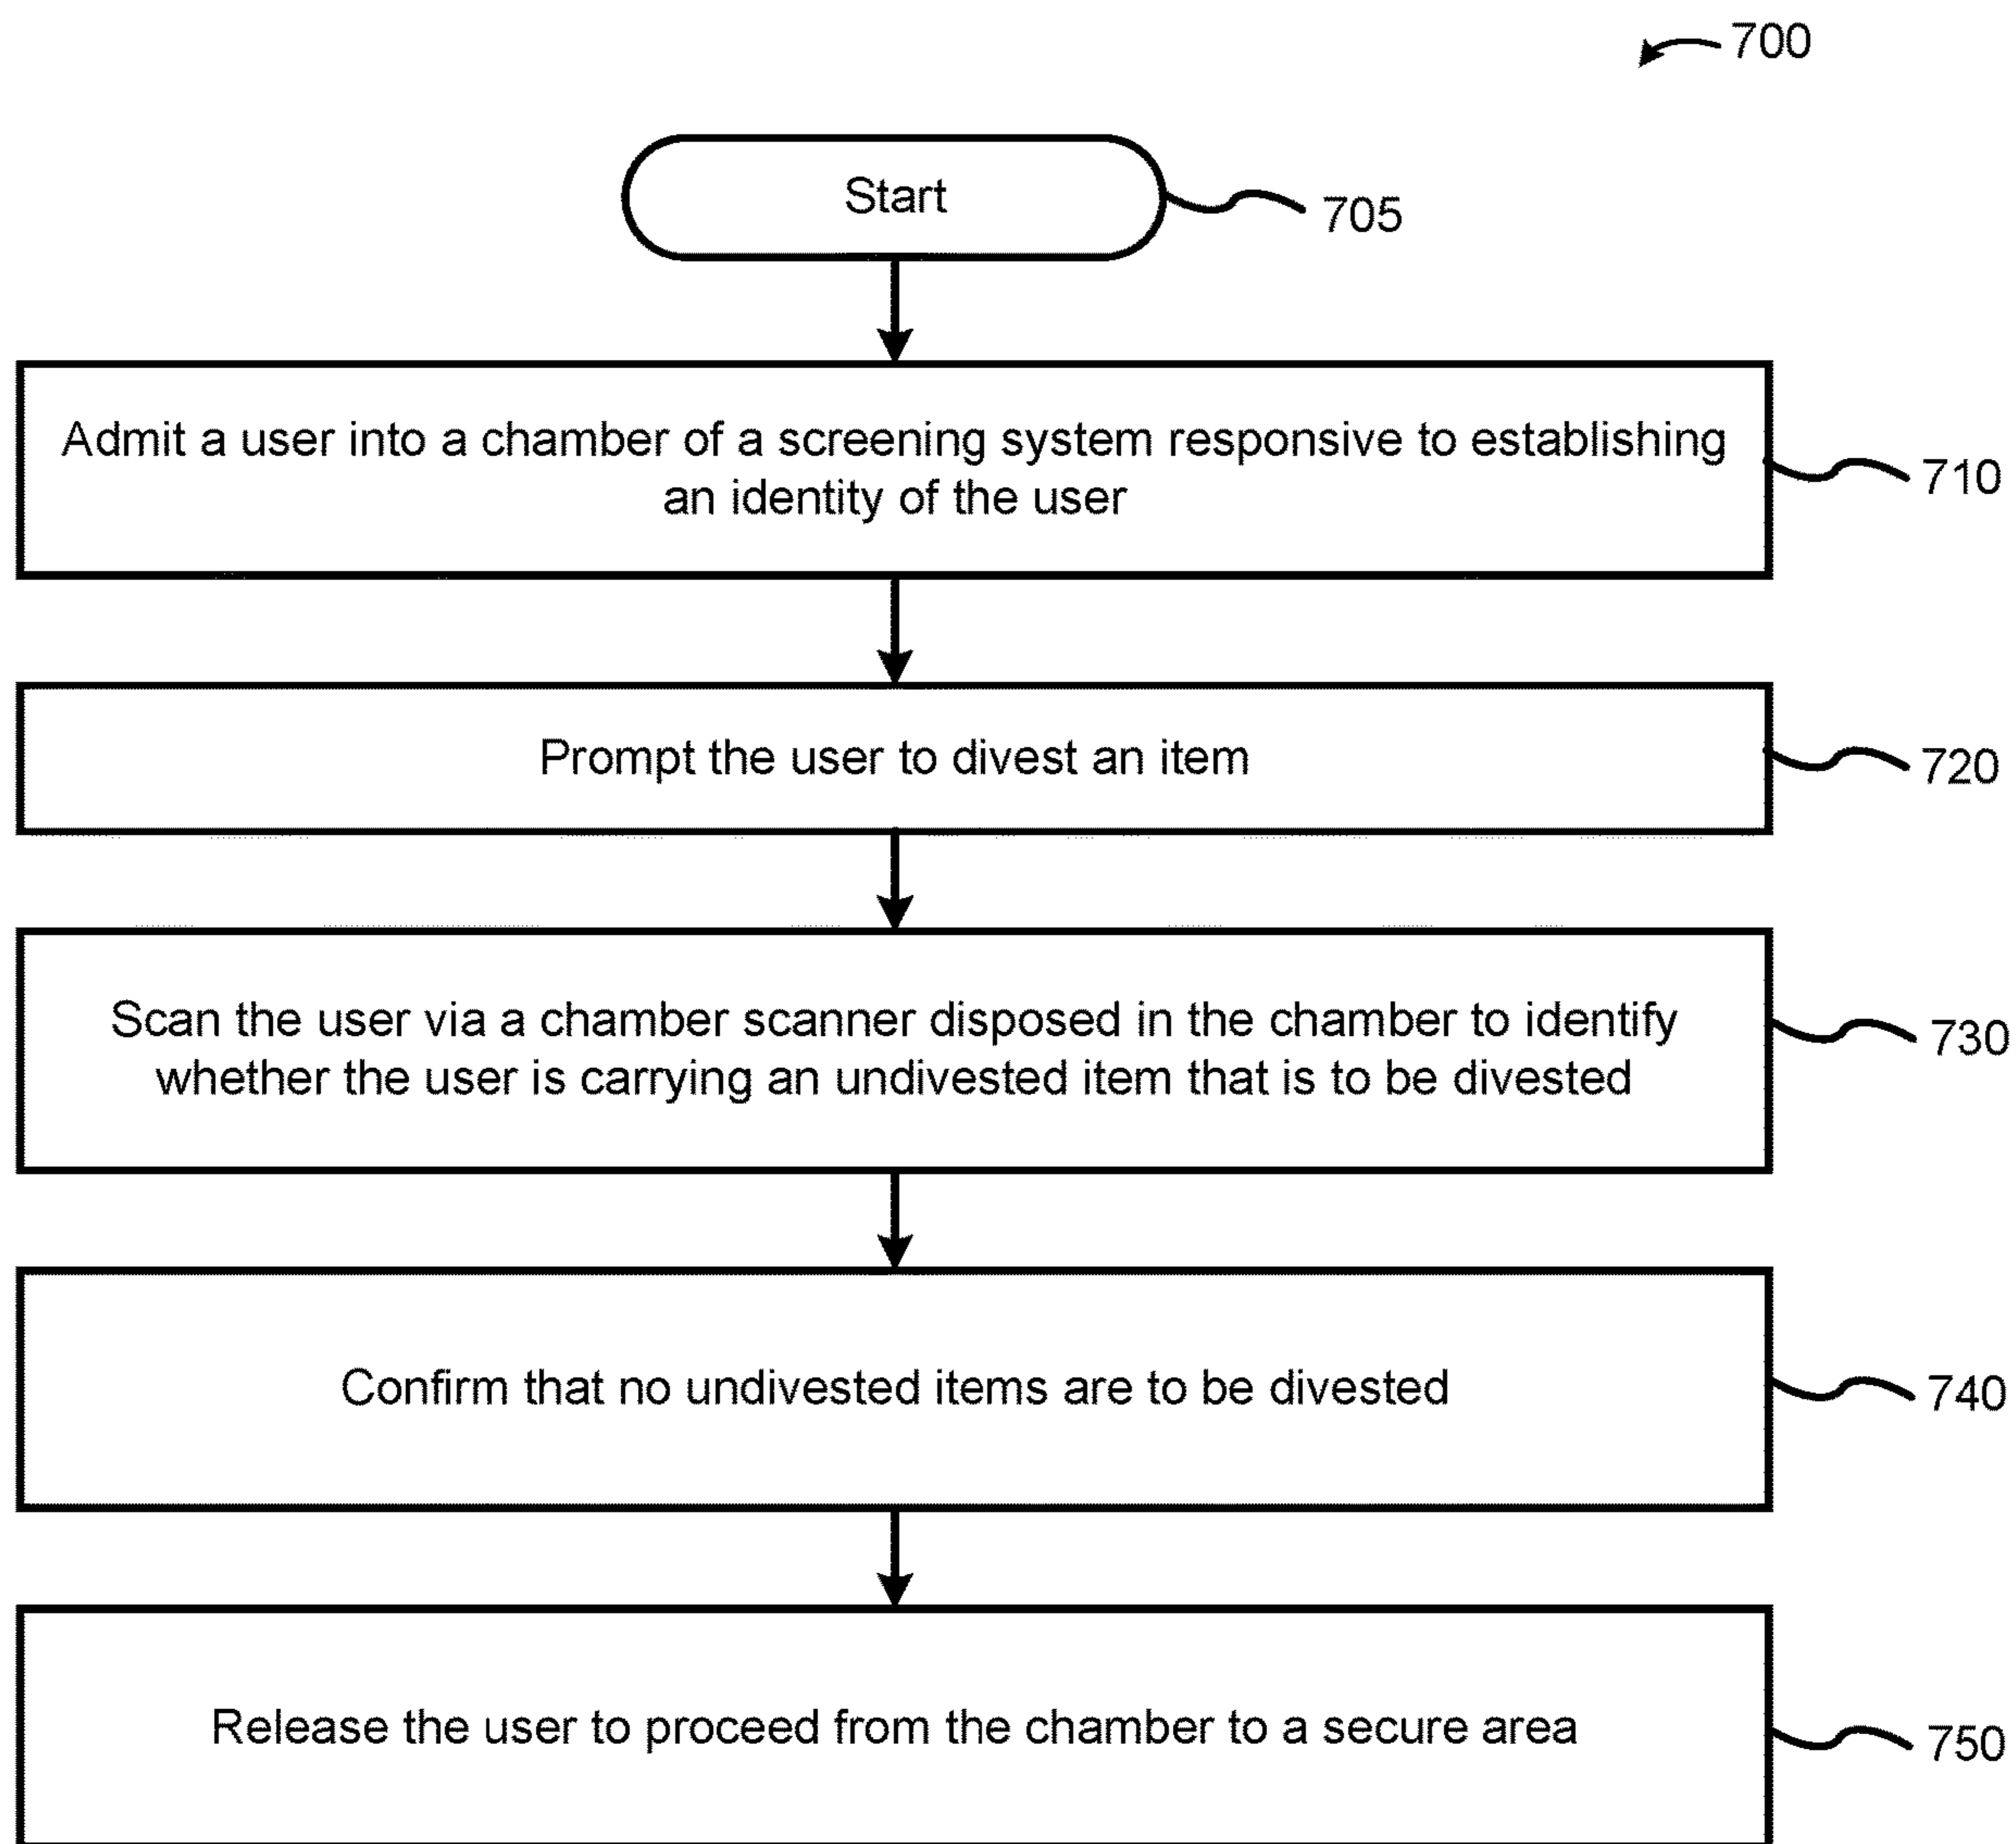 700
Start
705
Admit a user into a chamber of a screening system responsive to establishing
an identity of the user
710
Prompt the user to divest an item
720
Scan the user via a chamber scanner disposed in the chamber to identify
whether the user is carrying an undivested item that is to be divested
730
Confirm that no undivested items are to be divested
740
Release the user to proceed from the chamber to a secure area
750